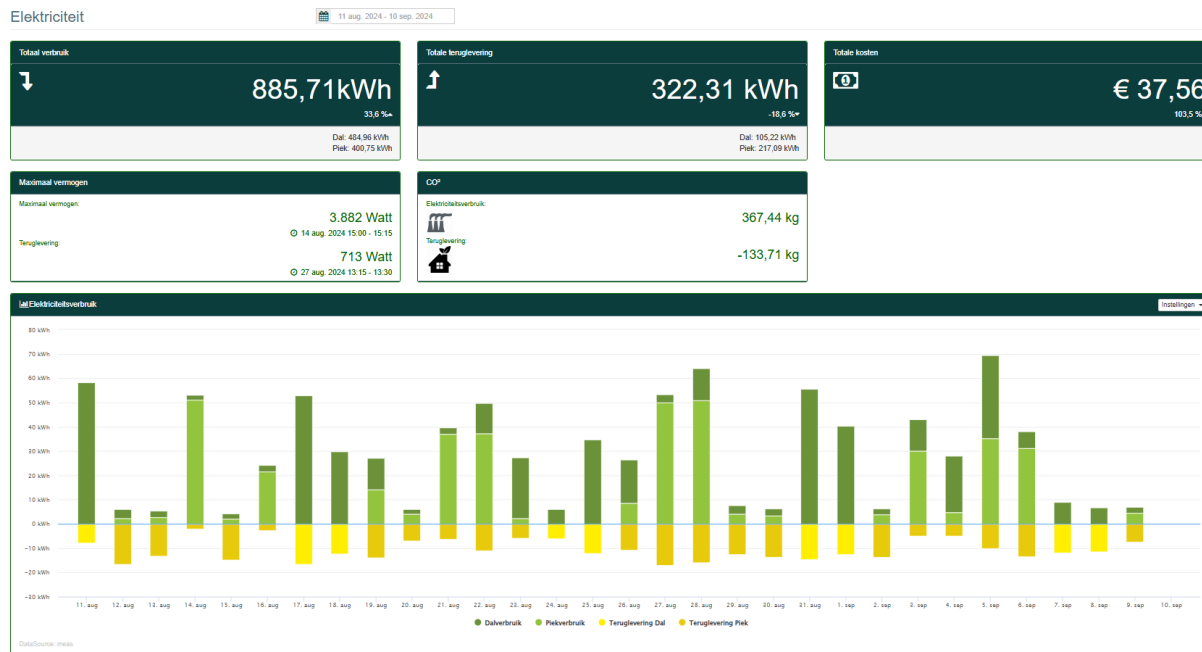 Elektriciteit
11 aug. 2024 - 10 sep. 2024
Totaal verbruik
885,71kWh
33,6 %
Dal: 484,96 kWh
Piek: 400,75 kWh
Totale teruglevering
322,31 kWh
-18,6 %
Dal: 105,22 kWh
Piek: 217,09 kWh
Totale kosten
€ 37,56
103,5 %
Maximaal vermogen
Maximaal vermogen:
3.882 Watt
14 aug. 2024 15:00 - 15:15
Teruglevering:
713 Watt
27 aug. 2024 13:15 - 13:30
CO²
Elektriciteitsverbruik:
367,44 kg
Teruglevering:
-133,71 kg
Elektriciteitsverbruik
Instellingen
80 kWh
70 kWh
60 kWh
50 kWh
40 kWh
30 kWh
20 kWh
10 kWh
0 kWh
-10 kWh
-20 kWh
-30 kWh
11. aug 12. aug 13. aug 14. aug 15. aug 16. aug 17. aug 18. aug 19. aug 20. aug 21. aug 22. aug 23. aug 24. aug 25. aug 26. aug 27. aug 28. aug 29. aug 30. aug 31. aug 1. sep 2. sep 3. sep 4. sep 5. sep 6. sep 7. sep 8. sep 9. sep 10. sep
Dalverbruik Piekverbruik Teruglevering Dal Teruglevering Piek
DataSource: meas